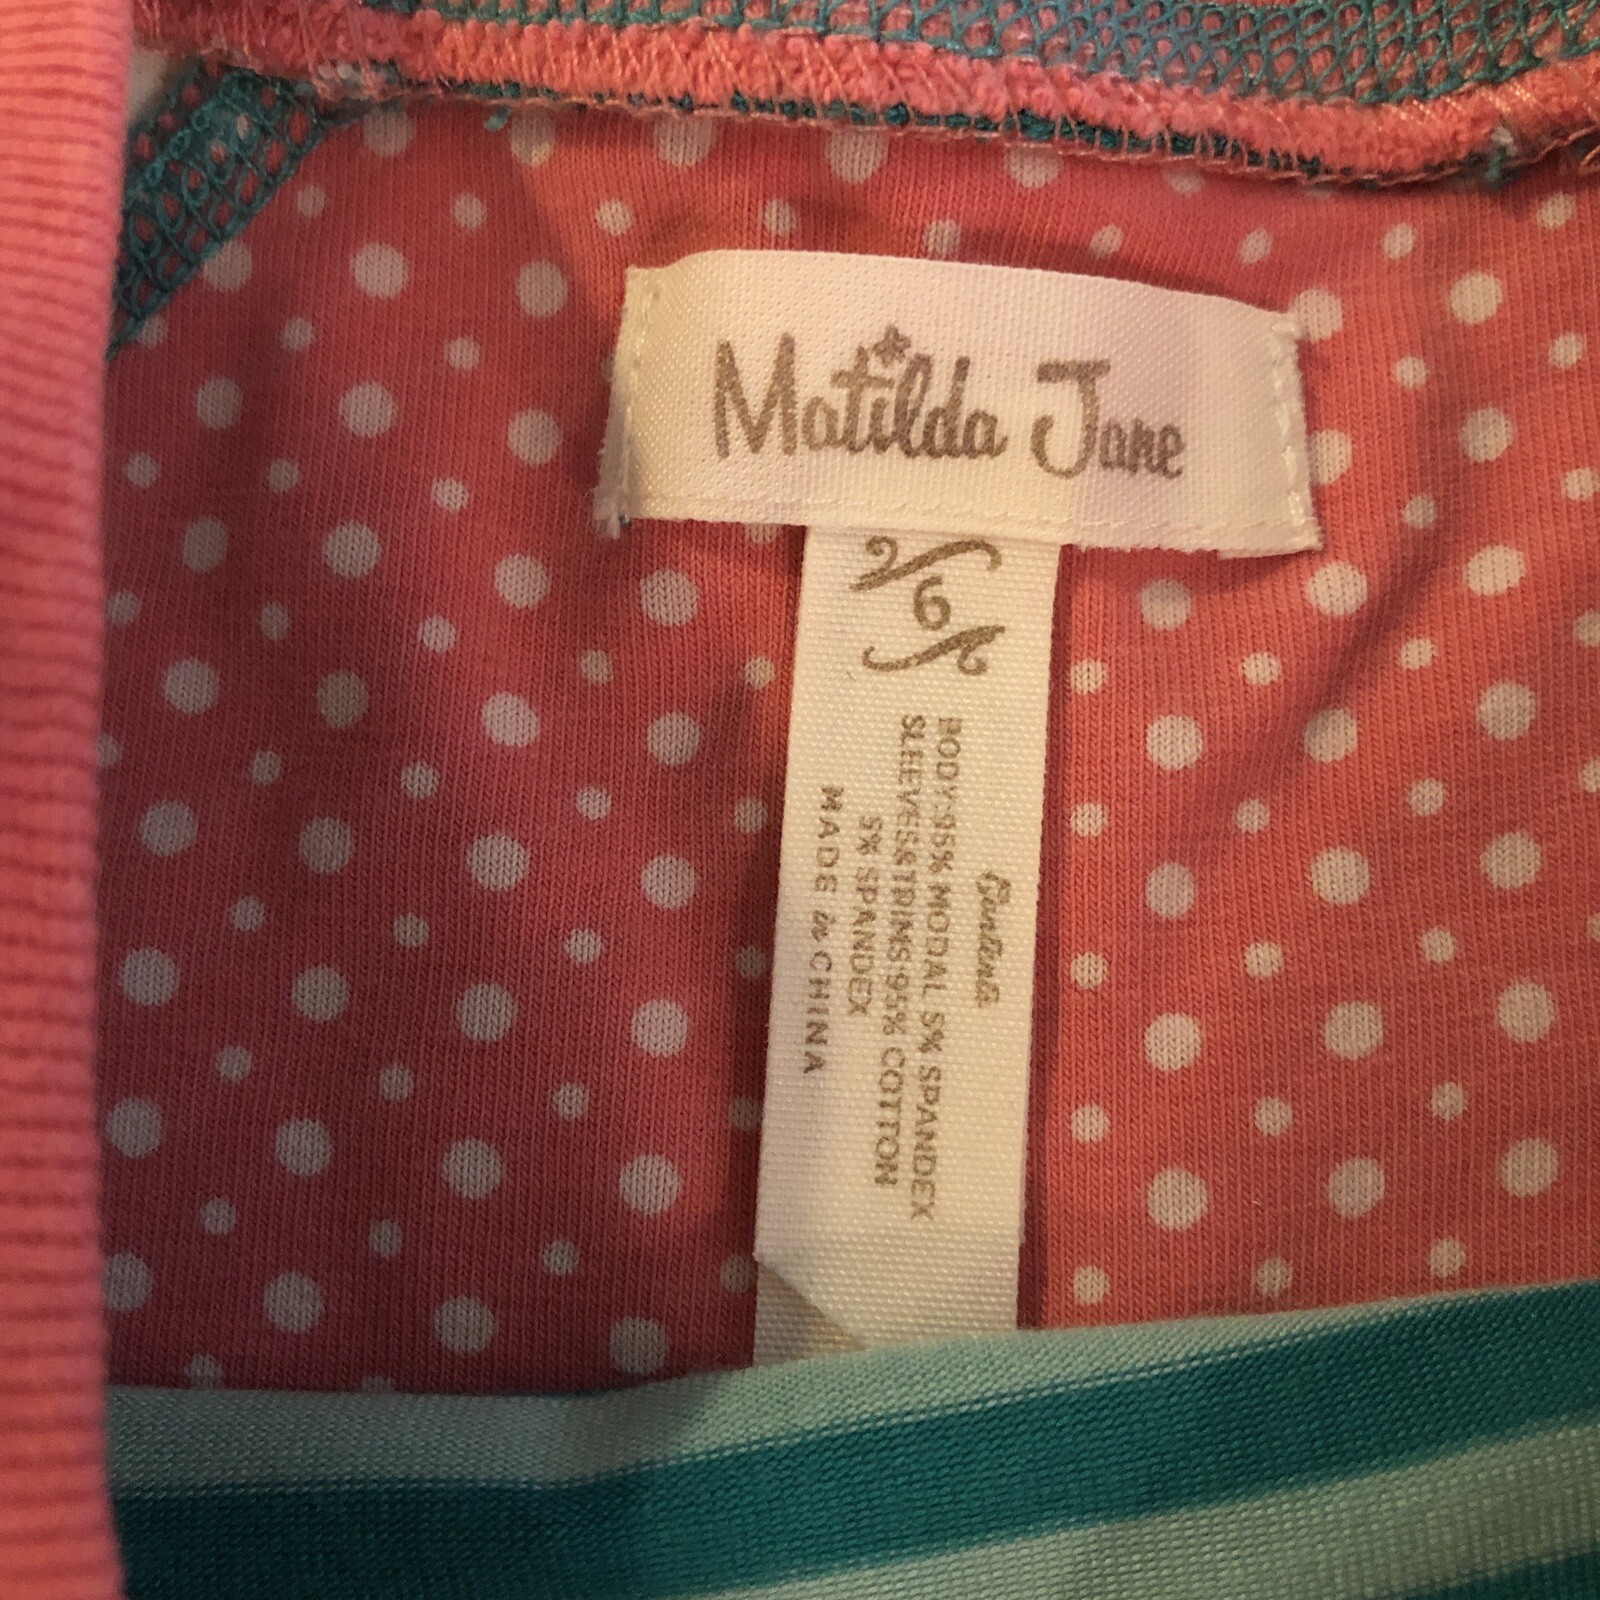 Matilda Jane
6
BODY:95% MODAL 5% SPANDEX
SLEEVES&TRIMS:95% COTTON
5% SPANDEX
MADE in CHINA